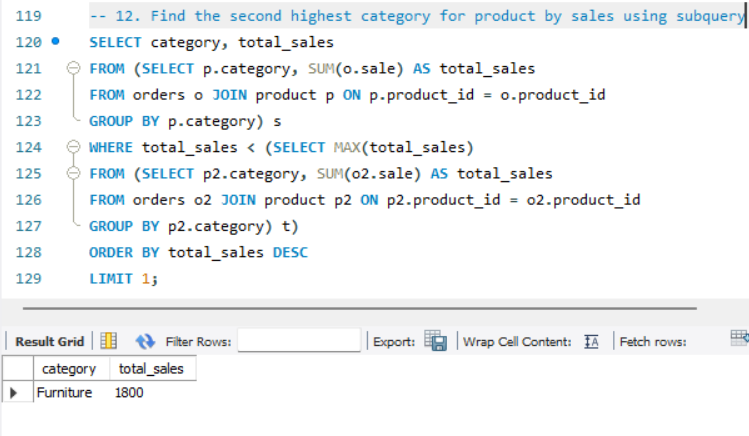 119 -- 12. Find the second highest category for product by sales using subquery
120 SELECT category, total_sales
121 FROM (SELECT p.category, SUM(o.sale) AS total_sales
122 FROM orders o JOIN product p ON p.product_id = o.product_id
123 GROUP BY p.category) s
124 WHERE total_sales < (SELECT MAX(total_sales)
125 FROM (SELECT p2.category, SUM(o2.sale) AS total_sales
126 FROM orders o2 JOIN product p2 ON p2.product_id = o2.product_id
127 GROUP BY p2.category) t)
128 ORDER BY total_sales DESC
129 LIMIT 1;
Result Grid Filter Rows: Export: Wrap Cell Content: IA Fetch rows:
category total_sales
Furniture 1800